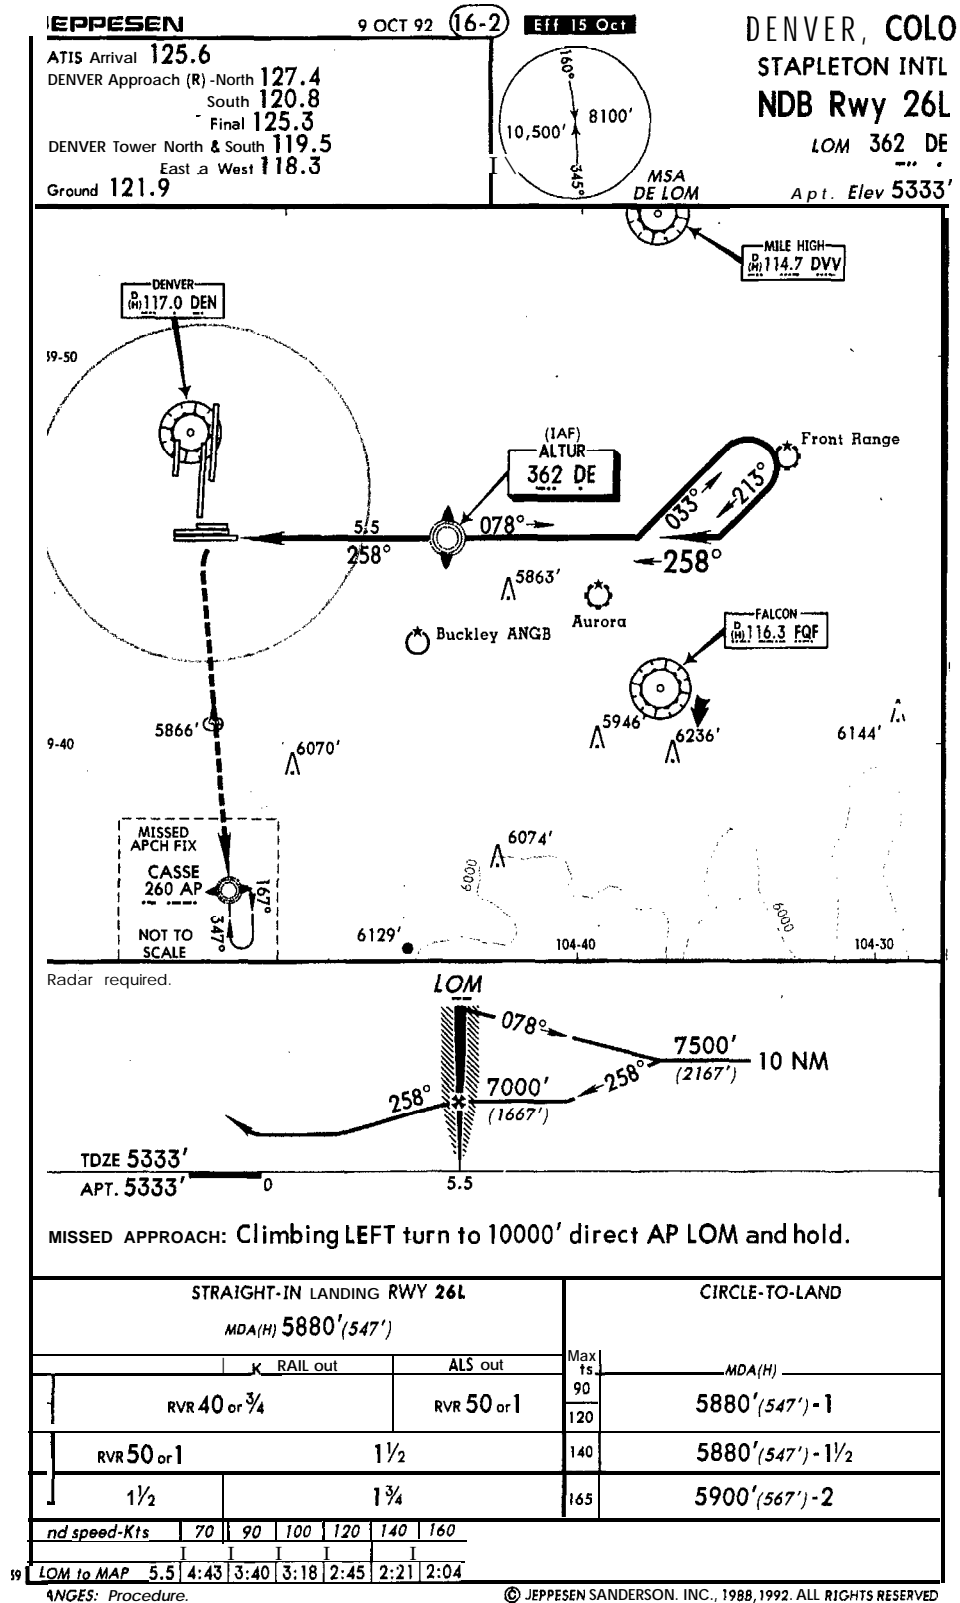 JEPPESEN 9 OCT 92 16-2 Eff 15 Oct
DENVER, COLO
STAPLETON INTL
NDB Rwy 26L
LOM 362 DE
Apt. Elev 5333'
ATIS Arrival 125.6
DENVER Approach (R) -North 127.4
South 120.8
Final 125.3
DENVER Tower North & South 119.5
East a West 118.3
Ground 121.9
160°
8100'
10,500'
345°
MSA
DE LOM
MILE HIGH
D
(H) 114.7 DVV
DENVER
D
(H) 117.0 DEN
39-50
(IAF)
ALTUR
362 DE
Front Range
033°
213°
5.5
078°
258°
258°
5863'
Aurora
Buckley ANGB
FALCON
D
(H) 116.3 FQF
5866'
5946'
6236'
6144'
9-40
6070'
MISSED
APCH FIX
CASSE
260 AP
167°
347°
NOT TO
SCALE
6074'
6000
6000
6129'
104-40
104-30
Radar required.
LOM
078°
7500'
(2167')
10 NM
258°
7000'
(1667')
258°
TDZE 5333'
APT. 5333'
0
5.5
MISSED APPROACH: Climbing LEFT turn to 10000' direct AP LOM and hold.
STRAIGHT-IN LANDING RWY 26L
CIRCLE-TO-LAND
MDA(H) 5880'(547')
K RAIL out
ALS out
Max
ts
MDA(H)
RVR 40 or ¾
RVR 50 or 1
90
120
5880'(547')-1
RVR 50 or 1
1½
140
5880'(547')-1½
1½
1¾
165
5900'(567')-2
nd speed-Kts 70 90 100 120 140 160
LOM to MAP 5.5 4:43 3:40 3:18 2:45 2:21 2:04
ANGES: Procedure.
© JEPPESEN SANDERSON. INC., 1988,1992. ALL RIGHTS RESERVED